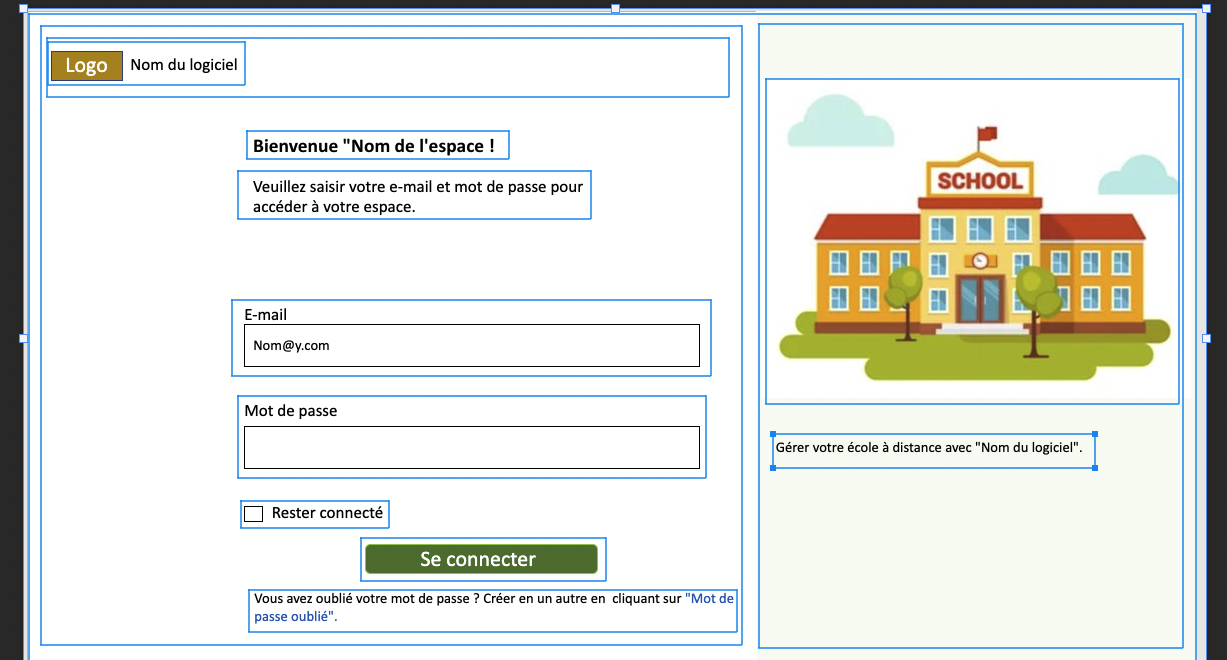 Logo Nom du logiciel
Bienvenue "Nom de l'espace !
Veuillez saisir votre e-mail et mot de passe pour
accéder à votre espace.
E-mail
Nom@y.com
Mot de passe
Rester connecté
Se connecter
Vous avez oublié votre mot de passe ? Créer en un autre en cliquant sur "Mot de
passe oublié".
SCHOOL
Gérer votre école à distance avec "Nom du logiciel".